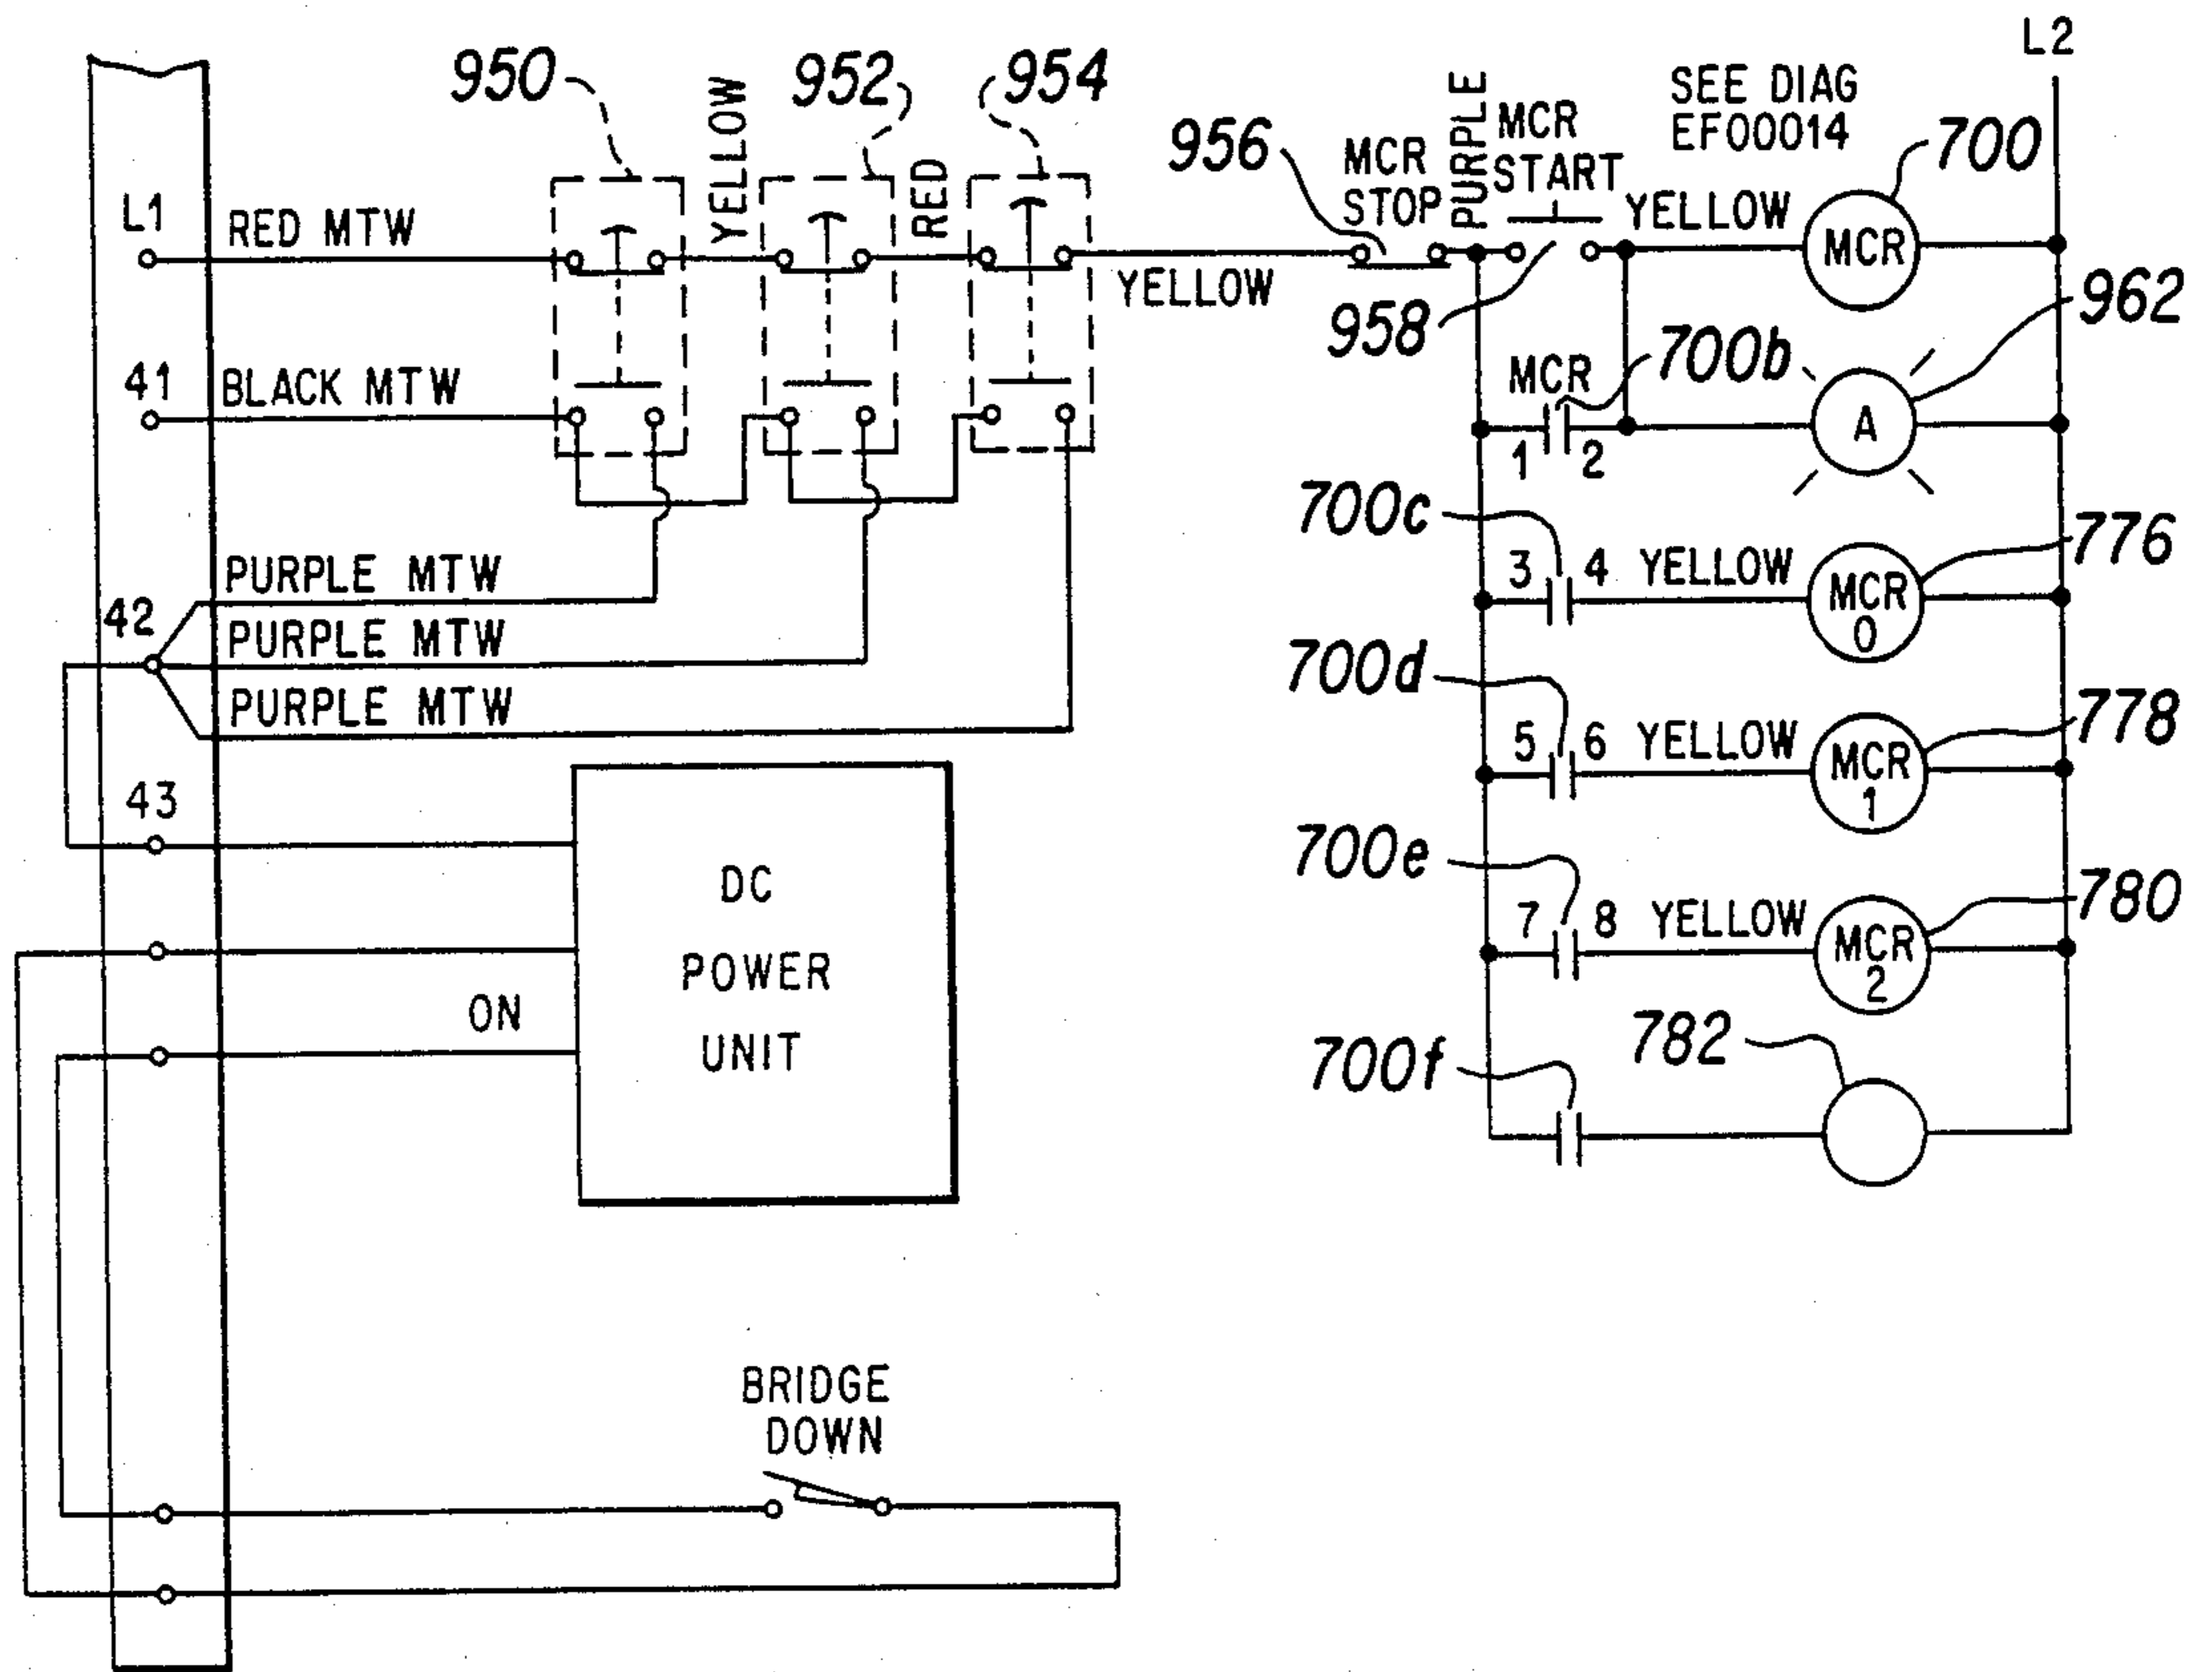 L2
950
YELLOW
952
954
RED
956
MCR
STOP
PURPLE
MCR
START
SEE DIAG
EF00014
YELLOW
700
MCR
L1
RED MTW
YELLOW
958
962
41
BLACK MTW
MCR
700b
1 2
A
700c
3 4 YELLOW
MCR
0
776
42
PURPLE MTW
PURPLE MTW
PURPLE MTW
700d
5 6 YELLOW
MCR
1
778
43
DC
POWER
UNIT
ON
700e
7 8 YELLOW
MCR
2
780
700f
782
BRIDGE
DOWN